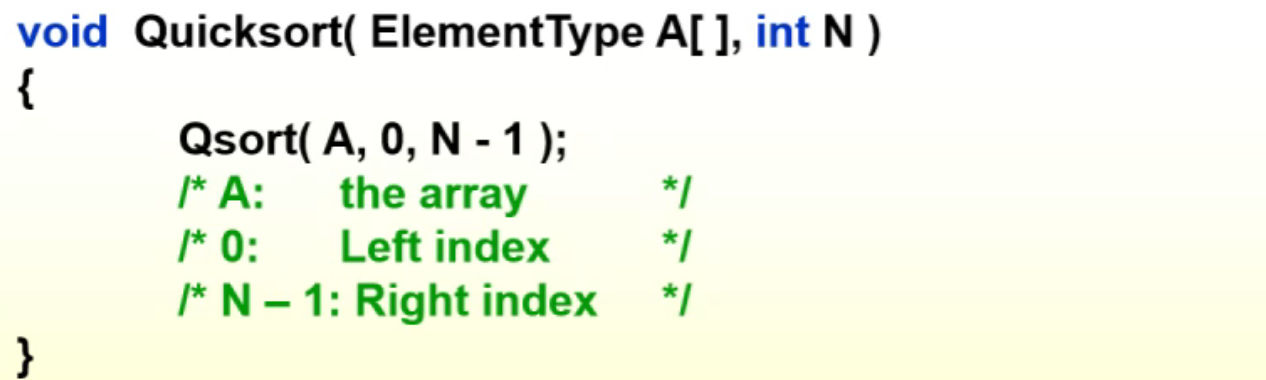 void Quicksort( ElementType A[ ], int N )
{
Qsort( A, 0, N - 1 );
/* A: the array */
/* 0: Left index */
/* N – 1: Right index */
}